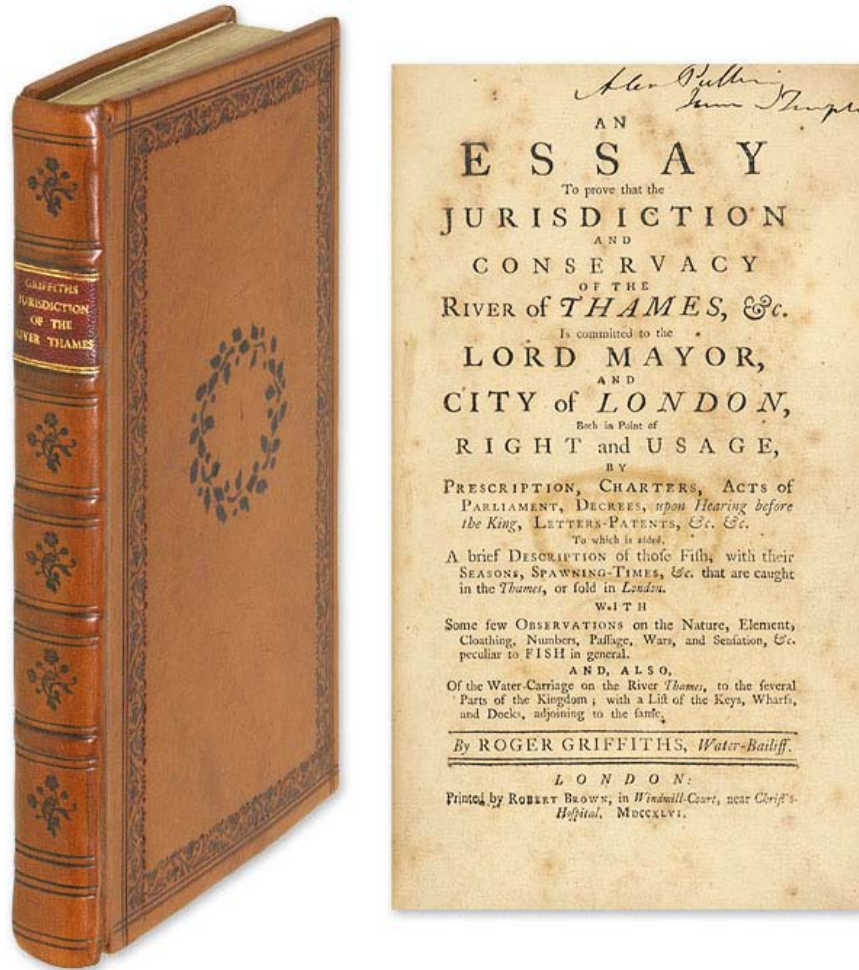 GRIFFITHS
JURISDICTION
OF THE
RIVER THAMES
Alex Pulling
Inner Temple
AN
ESSAY
To prove that the
JURISDICTION
AND
CONSERVACY
OF THE
RIVER of THAMES, &c.
Is committed to the
LORD MAYOR,
AND
CITY of LONDON,
Both in Point of
RIGHT and USAGE,
BY
PRESCRIPTION, CHARTERS, ACTS of
PARLIAMENT, DECREES, upon Hearing before
the King, LETTERS-PATENTS, &c. &c.
To which is added,
A brief DESCRIPTION of thoſe Fiſh, with their
SEASONS, SPAWNING-TIMES, &c. that are caught
in the Thames, or ſold in London.
WITH
Some few OBSERVATIONS on the Nature, Element,
Cloathing, Numbers, Paſſage, Wars, and Senſation, &c.
peculiar to FISH in general.
AND, ALSO,
Of the Water-Carriage on the River Thames, to the ſeveral
Parts of the Kingdom; with a Liſt of the Keys, Wharfs,
and Docks, adjoining to the ſame.
By ROGER GRIFFITHS, Water-Bailiff.
LONDON:
Printed by ROBERT BROWN, in Windmill-Court, near Chriſt's-
Hoſpital, MDCCXLVI.